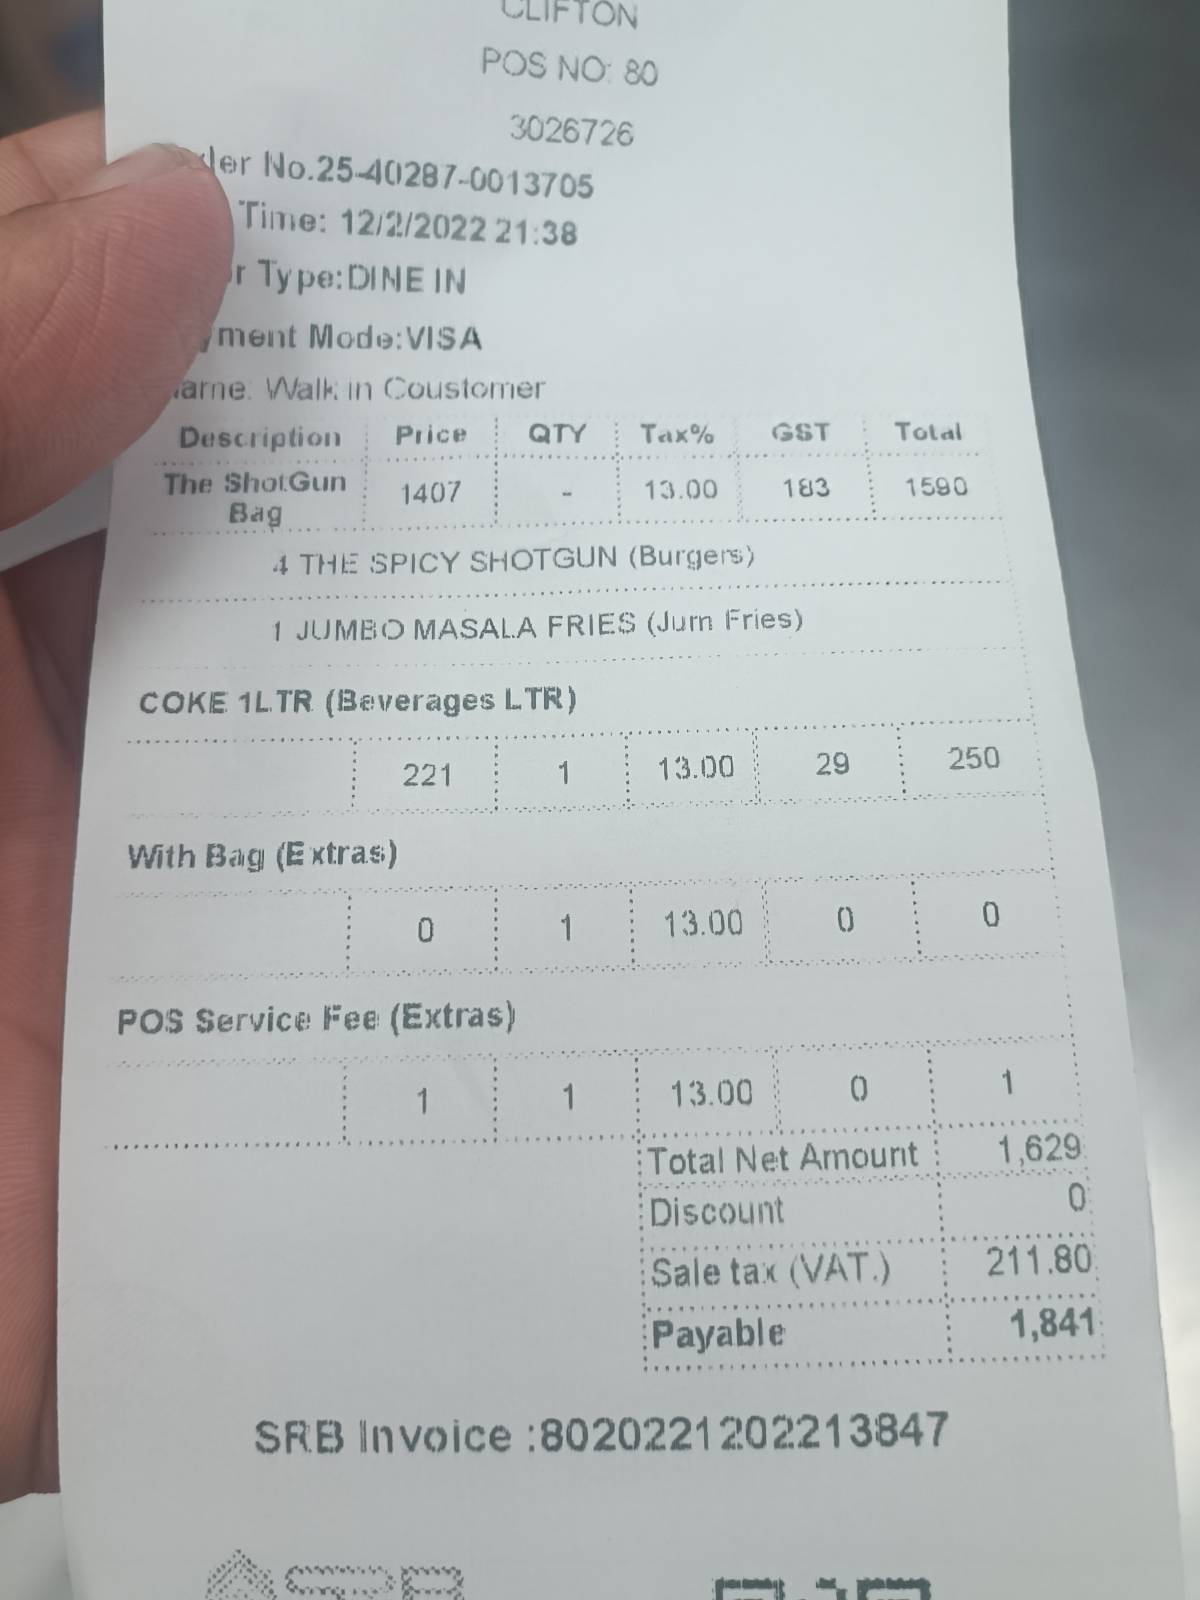 CLIFTON
POS NO: 80
3026726
der No.25-40287-0013705
Time: 12/2/2022 21:38
r Type:DINE IN
yment Mode:VISA
ame: Walk in Coustomer
Description Price QTY Tax% GST Total
The ShotGun Bag 1407 - 13.00 183 1590
4 THE SPICY SHOTGUN (Burgers)
1 JUMBO MASALA FRIES (Jum Fries)
COKE 1LTR (Beverages LTR)
221 1 13.00 29 250
With Bag (Extras)
0 1 13.00 0 0
POS Service Fee (Extras)
1 1 13.00 0 1
Total Net Amount 1,629
Discount 0
Sale tax (VAT.) 211.80
Payable 1,841
SRB Invoice :8020221202213847